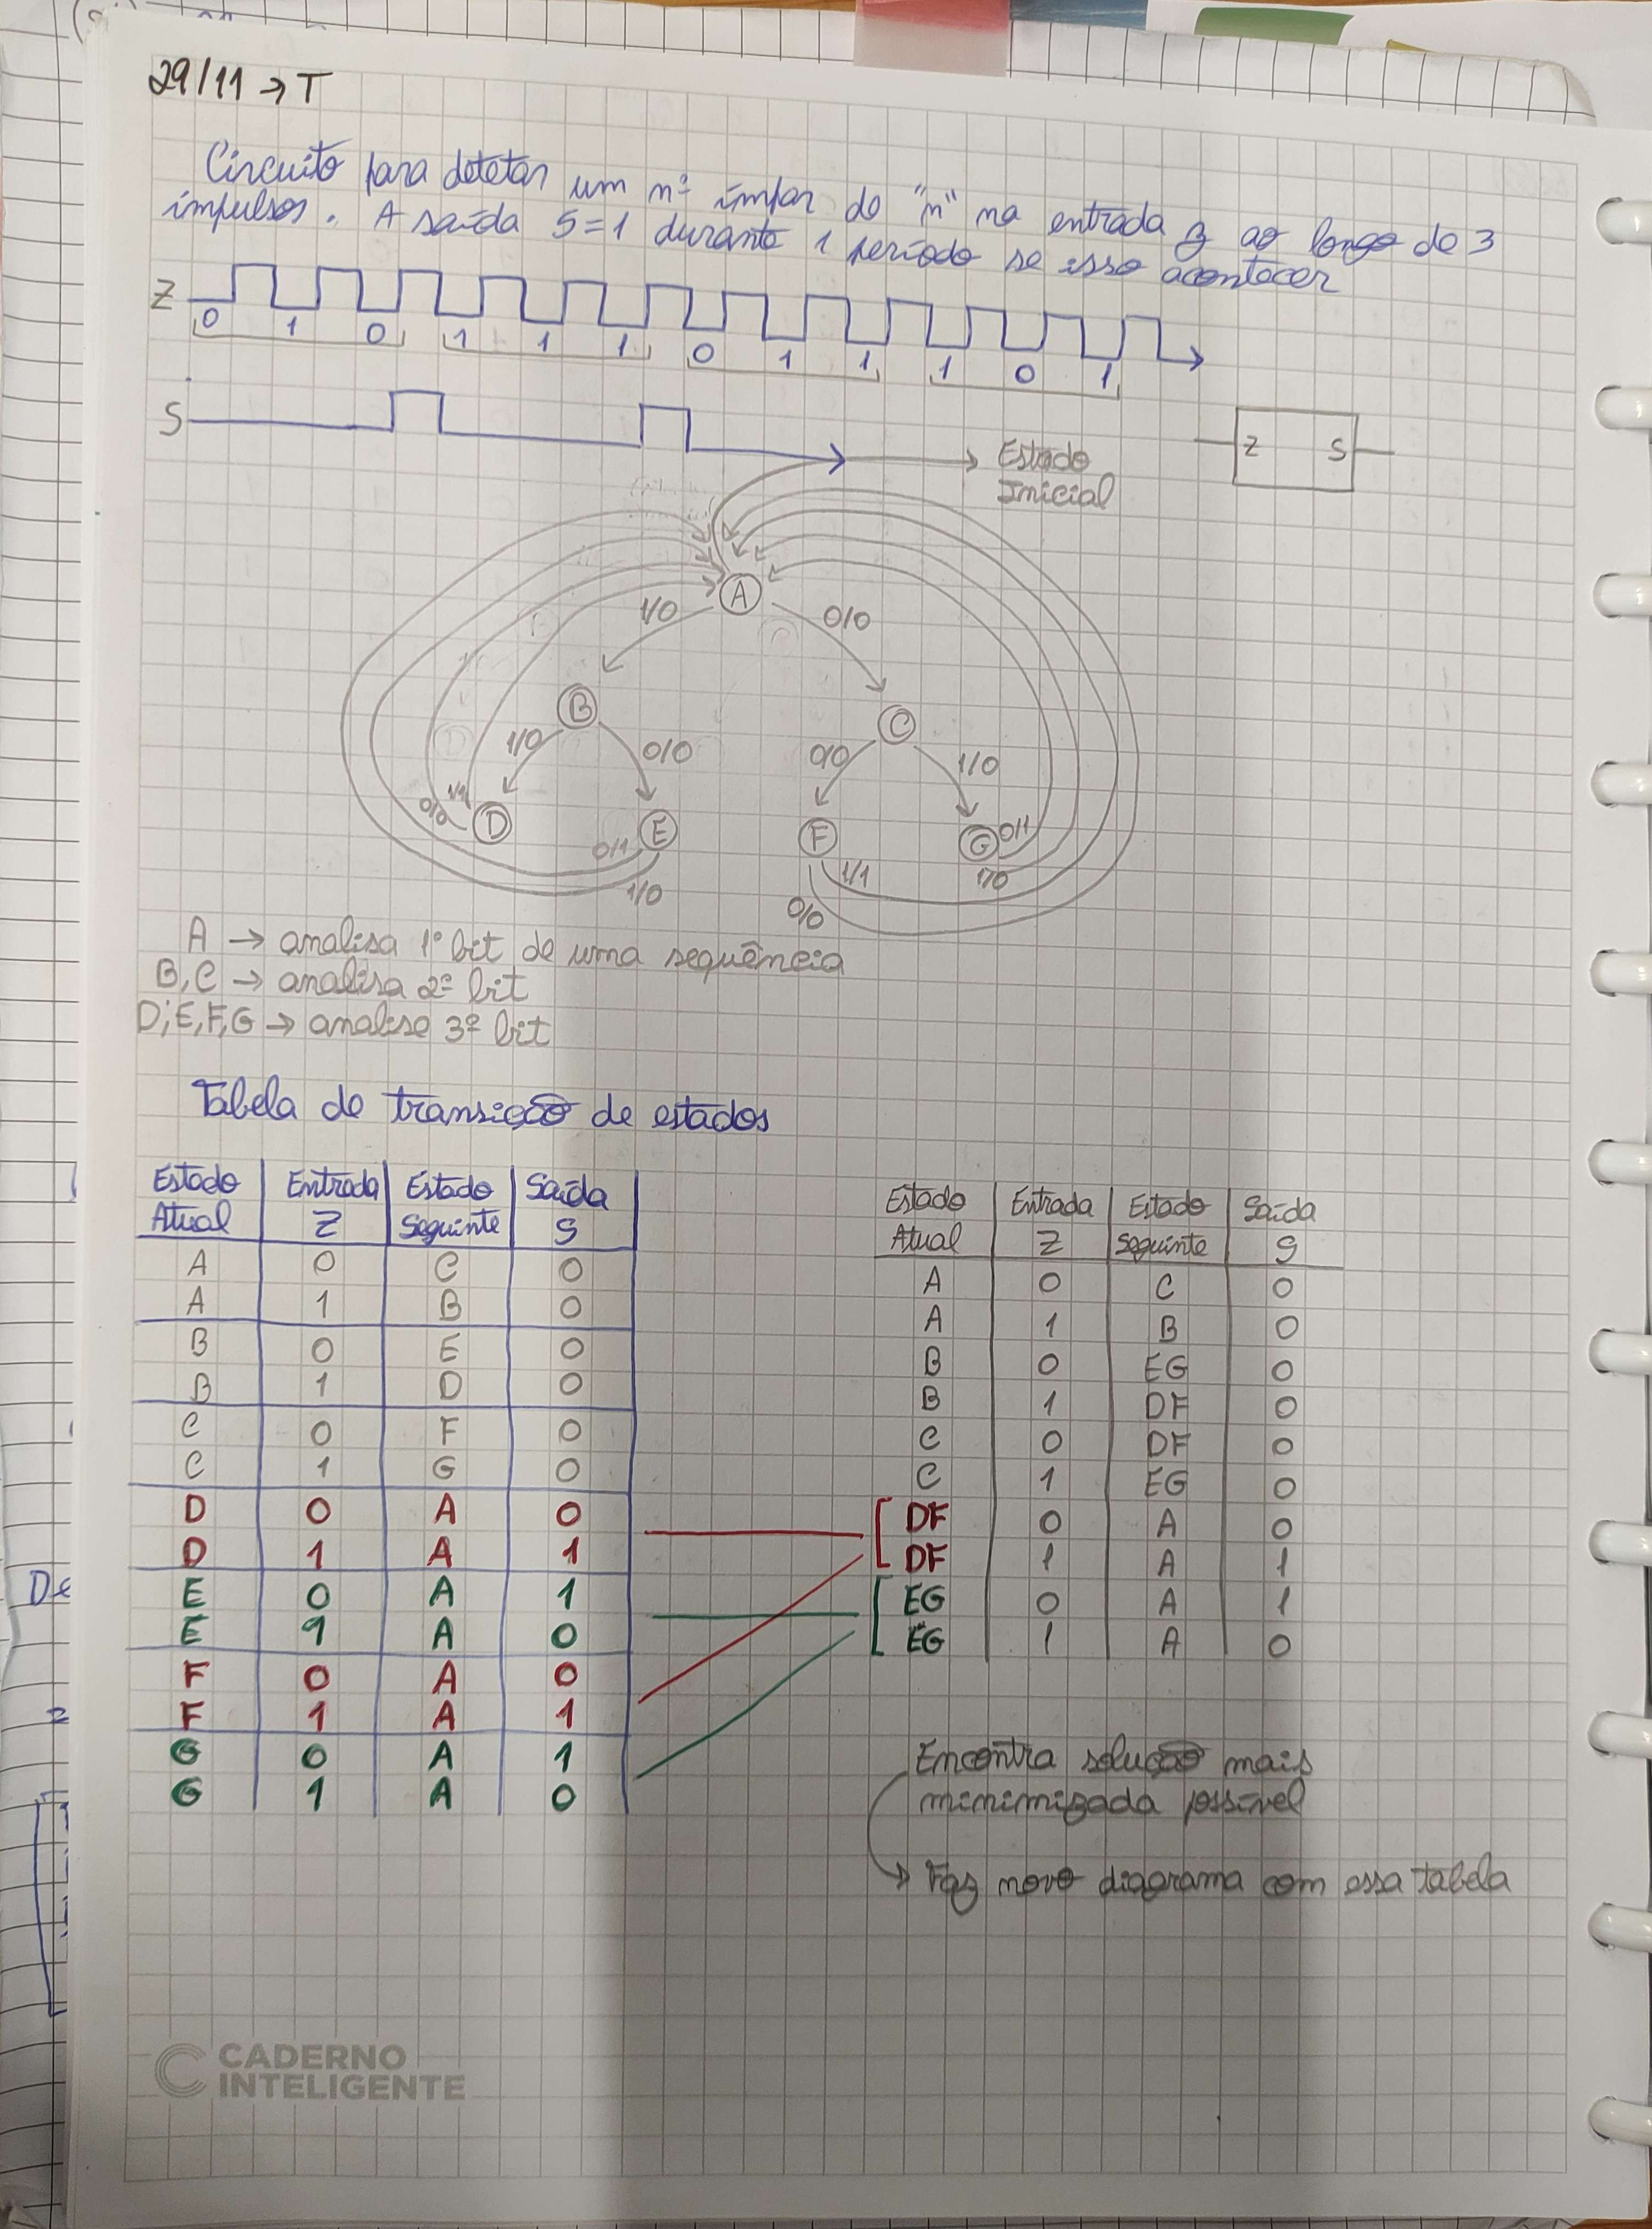 29/11 → T
Circuito para detetar um nº ímpar de "n" na entrada z ao longo de 3
impulsos. A saída S=1 durante 1 período se isso acontecer
Z
0 1 0 1 1 1 0 1 1 1 0 1
S
Z S
Estado
Inicial
A
1/0 0/0
B C
1/0 0/0 0/0 1/0
0/0 1/1 D 0/1 E F G 0/1
1/0 1/1 1/0
0/0
A → analisa 1º bit de uma sequência
B,C → analisa 2º bit
D,E,F,G → analisa 3º bit
Tabela de transição de estados
Estado Entrada Estado Saída
Atual Z Seguinte S
A 0 C 0
A 1 B 0
B 0 E 0
B 1 D 0
C 0 F 0
C 1 G 0
D 0 A 0
D 1 A 1
E 0 A 1
E 1 A 0
F 0 A 0
F 1 A 1
G 0 A 1
G 1 A 0
Estado Entrada Estado Saída
Atual Z Seguinte S
A 0 C 0
A 1 B 0
B 0 EG 0
B 1 DF 0
C 0 DF 0
C 1 EG 0
DF 0 A 0
DF 1 A 1
EG 0 A 1
EG 1 A 0
Encontra solução mais
minimizada possível
→ Faz novo diagrama com essa tabela
De
CADERNO
INTELIGENTE